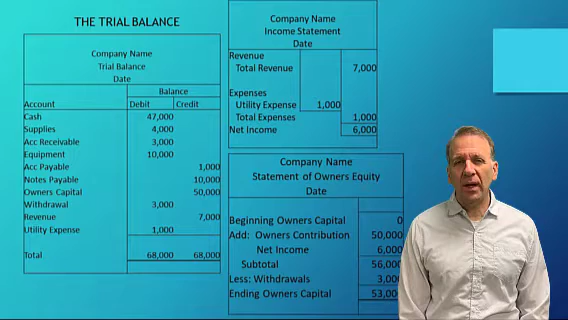 THE TRIAL BALANCE
Company Name
Trial Balance
Date
Balance
Account Debit Credit
Cash 47,000
Supplies 4,000
Acc Receivable 3,000
Equipment 10,000
Acc Payable 1,000
Notes Payable 10,000
Owners Capital 50,000
Withdrawal 3,000
Revenue 7,000
Utility Expense 1,000
Total 68,000 68,000
Company Name
Income Statement
Date
Revenue
Total Revenue 7,000
Expenses
Utility Expense 1,000
Total Expenses 1,000
Net Income 6,000
Company Name
Statement of Owners Equity
Date
Beginning Owners Capital 0
Add: Owners Contribution 50,000
Net Income 6,000
Subtotal 56,000
Less: Withdrawals 3,000
Ending Owners Capital 53,000